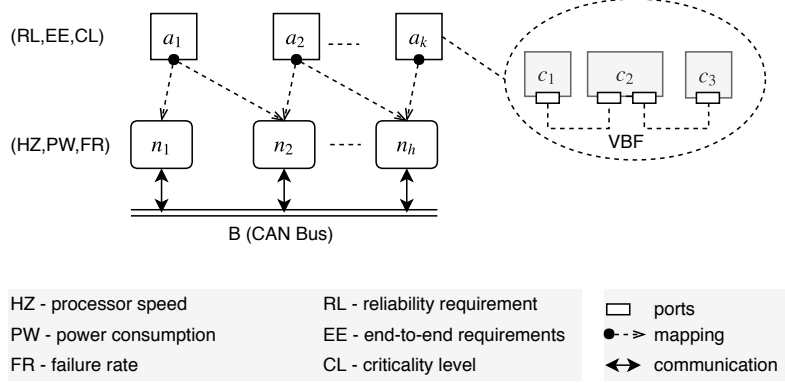 (RL,EE,CL)
a1 a2 ak
c1 c2 c3
VBF
(HZ,PW,FR)
n1 n2 nh
B (CAN Bus)
HZ - processor speed
PW - power consumption
FR - failure rate
RL - reliability requirement
EE - end-to-end requirements
CL - criticality level
ports
mapping
communication